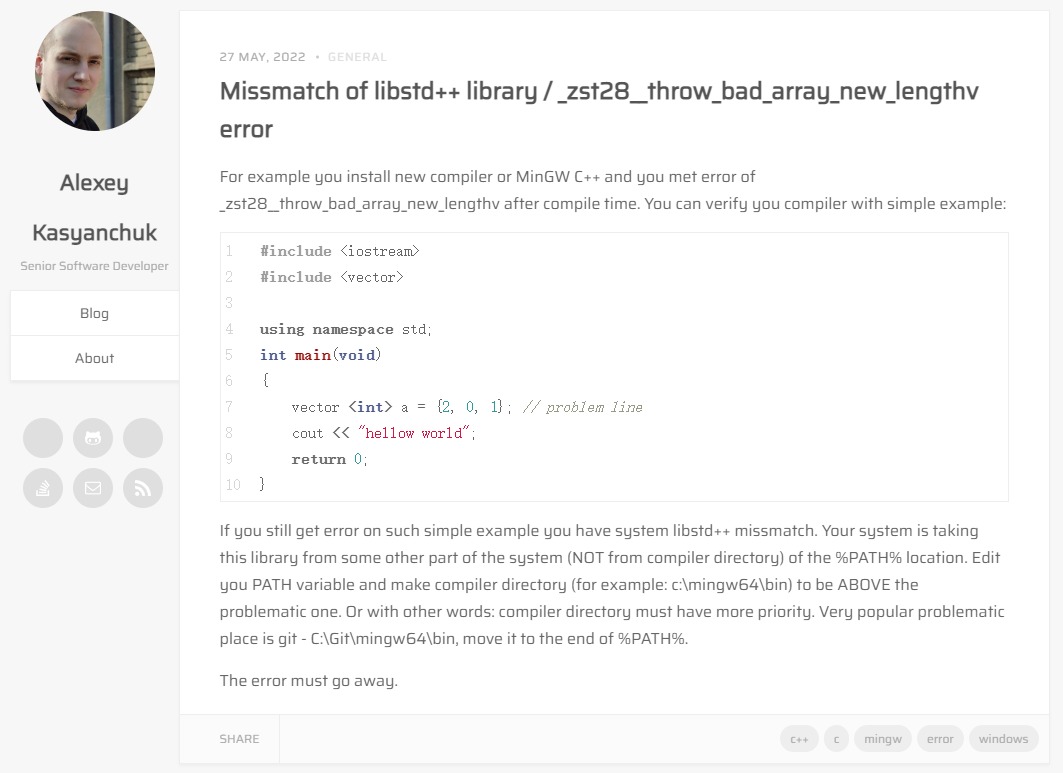 Alexey
Kasyanchuk
Senior Software Developer
Blog
About
27 MAY, 2022 • GENERAL
Missmatch of libstd++ library / _zst28__throw_bad_array_new_lengthv
error
For example you install new compiler or MinGW C++ and you met error of
_zst28__throw_bad_array_new_lengthv after compile time. You can verify you compiler with simple example:
1 #include <iostream>
2 #include <vector>
3
4 using namespace std;
5 int main(void)
6 {
7 vector <int> a = {2, 0, 1}; // problem line
8 cout << "hellow world";
9 return 0;
10 }
If you still get error on such simple example you have system libstd++ missmatch. Your system is taking
this library from some other part of the system (NOT from compiler directory) of the %PATH% location. Edit
you PATH variable and make compiler directory (for example: c:\mingw64\bin) to be ABOVE the
problematic one. Or with other words: compiler directory must have more priority. Very popular problematic
place is git - C:\Git\mingw64\bin, move it to the end of %PATH%.
The error must go away.
SHARE
c++ c mingw error windows